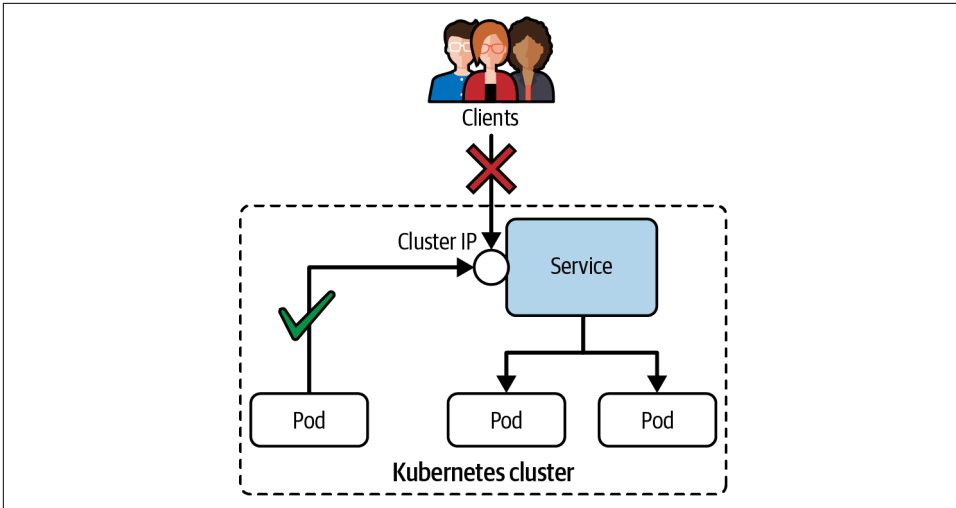 Clients
Cluster IP
Service
Pod
Pod
Pod
Kubernetes cluster